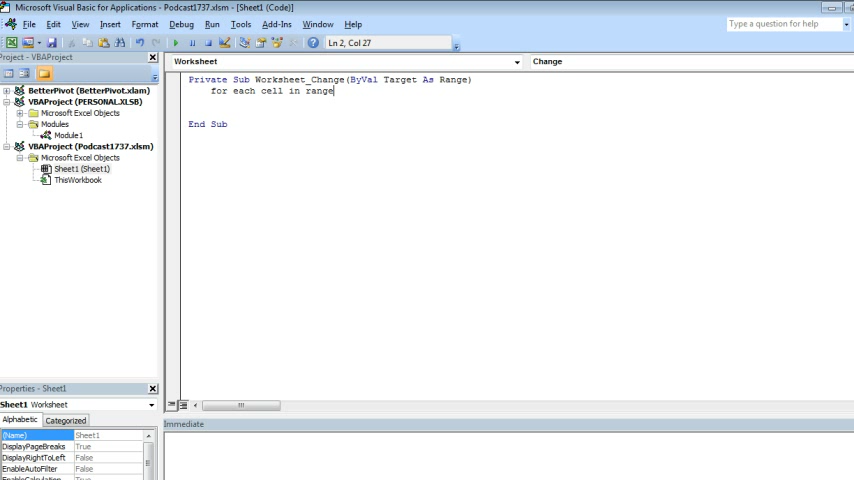 Microsoft Visual Basic for Applications - Podcast1737.xlsm - [Sheet1 (Code)]
File Edit View Insert Format Debug Run Tools Add-Ins Window Help
Type a question for help
Ln 2, Col 27
Project - VBAProject
Worksheet
Change
BetterPivot (BetterPivot.xlam)
VBAProject (PERSONAL.XLSB)
Microsoft Excel Objects
Modules
Module1
VBAProject (Podcast1737.xlsm)
Microsoft Excel Objects
Sheet1 (Sheet1)
ThisWorkbook
Private Sub Worksheet_Change(ByVal Target As Range)
for each cell in range
End Sub
Properties - Sheet1
Sheet1 Worksheet
Alphabetic Categorized
(Name) Sheet1
DisplayPageBreaks True
DisplayRightToLeft False
EnableAutoFilter False
EnableCalculation True
Immediate